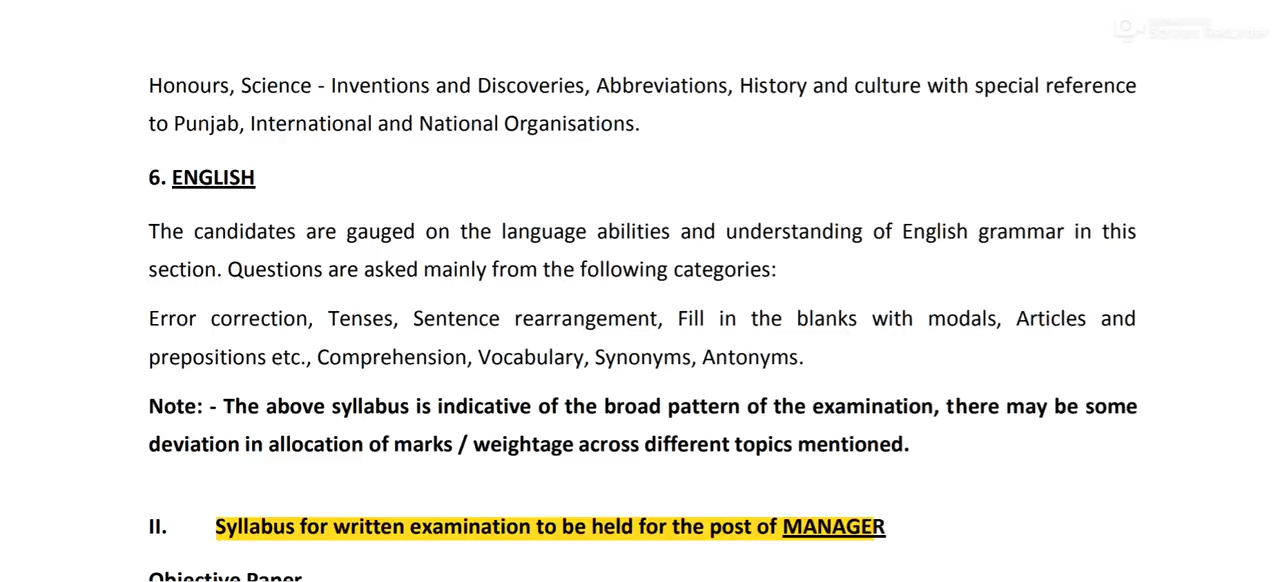 Screen Recorder
Honours, Science - Inventions and Discoveries, Abbreviations, History and culture with special reference
to Punjab, International and National Organisations.
6. ENGLISH
The candidates are gauged on the language abilities and understanding of English grammar in this
section. Questions are asked mainly from the following categories:
Error correction, Tenses, Sentence rearrangement, Fill in the blanks with modals, Articles and
prepositions etc., Comprehension, Vocabulary, Synonyms, Antonyms.
Note: - The above syllabus is indicative of the broad pattern of the examination, there may be some
deviation in allocation of marks / weightage across different topics mentioned.
II. Syllabus for written examination to be held for the post of MANAGER
Objective Paper